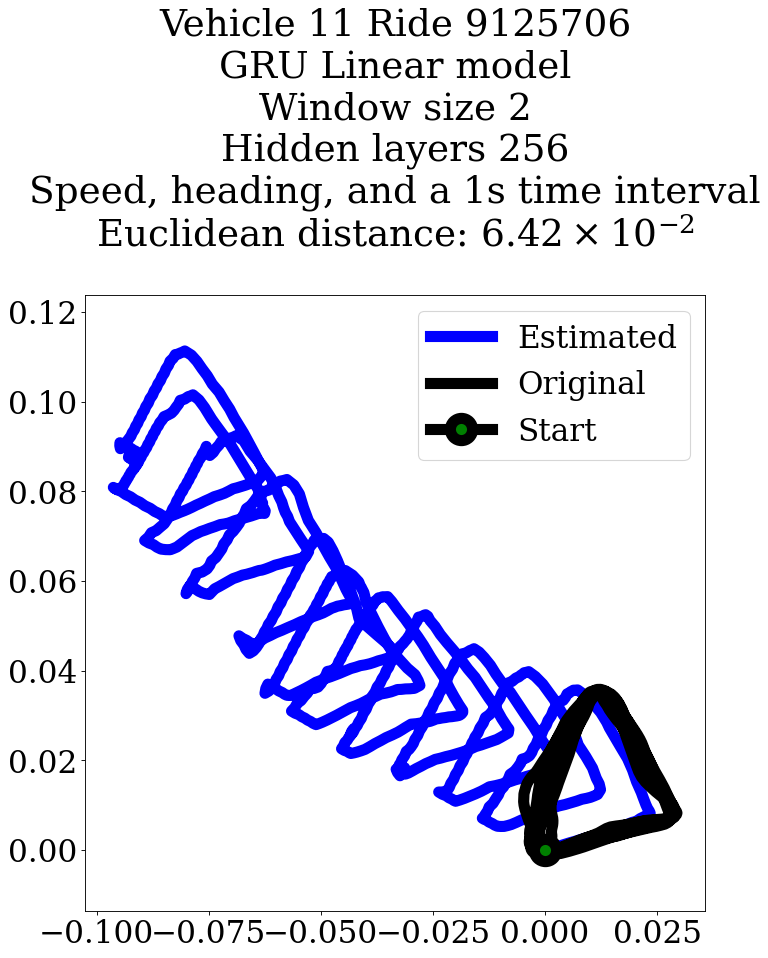 Vehicle 11 Ride 9125706
GRU Linear model
Window size 2
Hidden layers 256
Speed, heading, and a 1s time interval
Euclidean distance: 6.42 × 10⁻²
Estimated
Original
Start
0.12
0.10
0.08
0.06
0.04
0.02
0.00
−0.100 −0.075 −0.050 −0.025 0.000 0.025